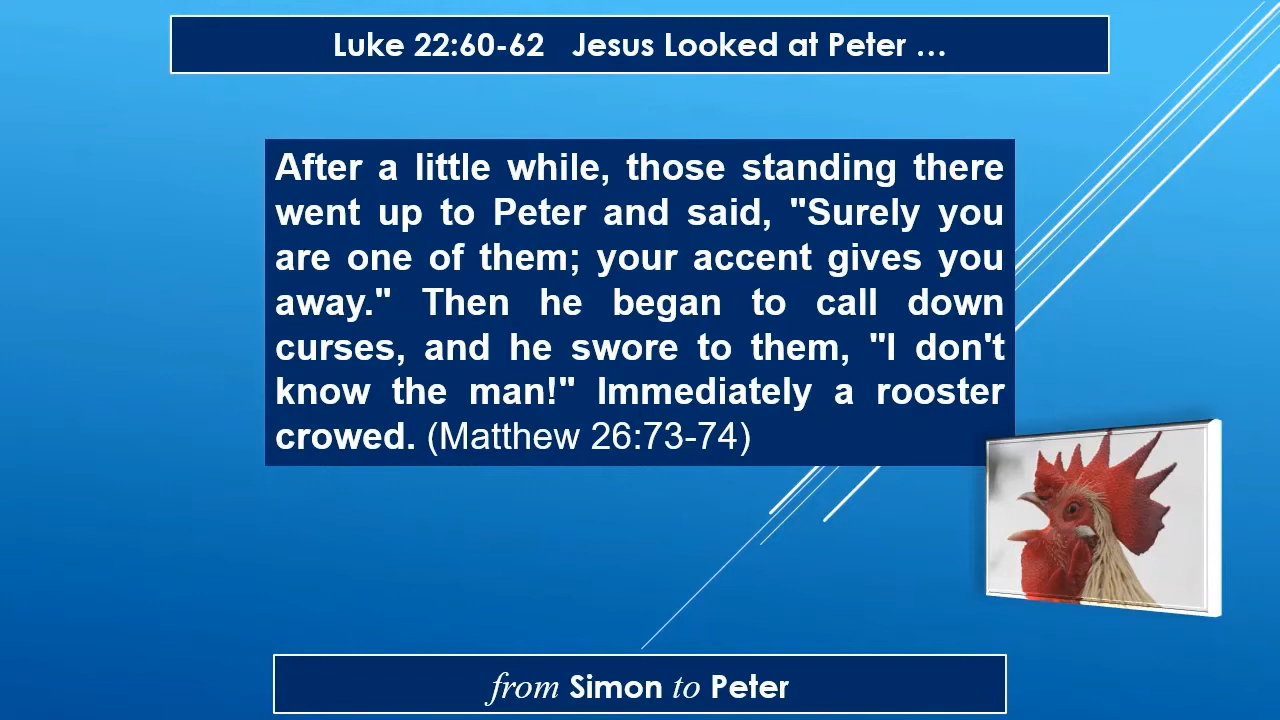 Luke 22:60-62 Jesus Looked at Peter …
After a little while, those standing there
went up to Peter and said, "Surely you
are one of them; your accent gives you
away." Then he began to call down
curses, and he swore to them, "I don't
know the man!" Immediately a rooster
crowed. (Matthew 26:73-74)
from Simon to Peter